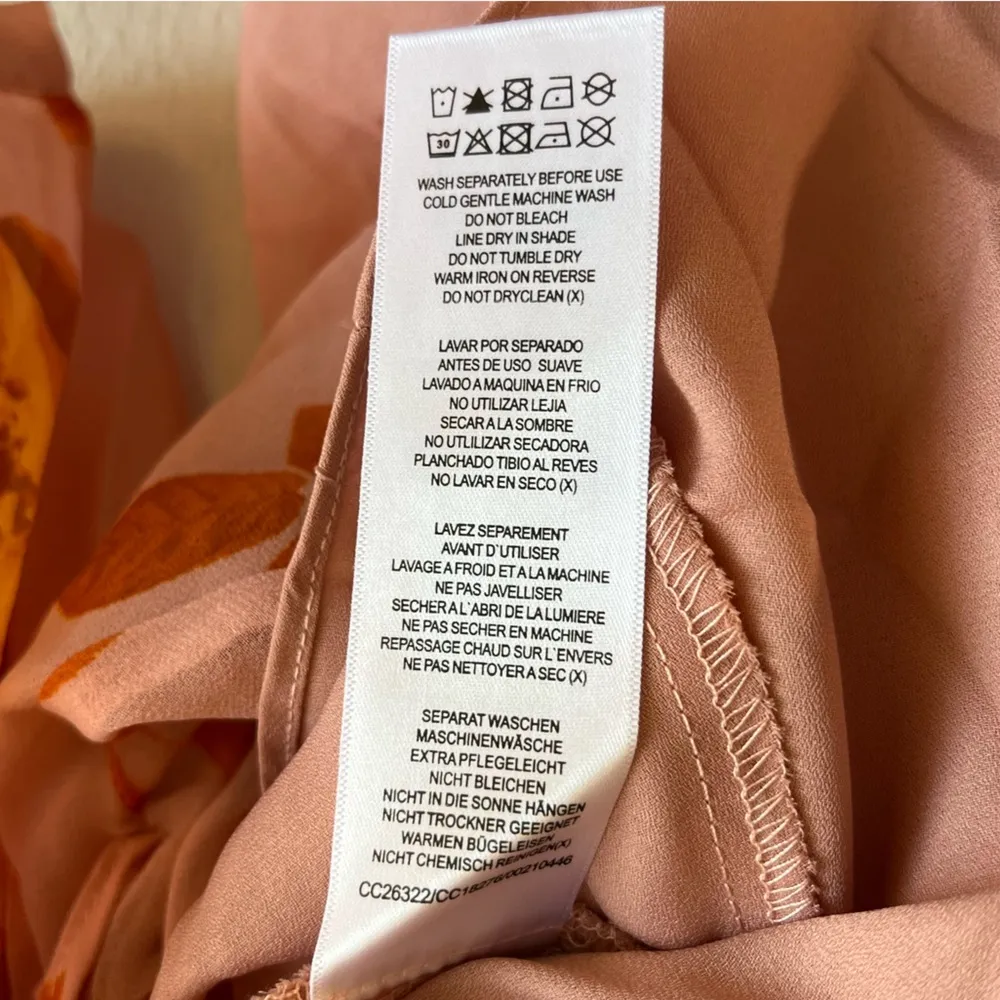 30
WASH SEPARATELY BEFORE USE
COLD GENTLE MACHINE WASH
DO NOT BLEACH
LINE DRY IN SHADE
DO NOT TUMBLE DRY
WARM IRON ON REVERSE
DO NOT DRYCLEAN (X)
LAVAR POR SEPARADO
ANTES DE USO SUAVE
LAVADO A MAQUINA EN FRIO
NO UTILIZAR LEJIA
SECAR A LA SOMBRE
NO UTLILIZAR SECADORA
PLANCHADO TIBIO AL REVES
NO LAVAR EN SECO (X)
LAVEZ SEPAREMENT
AVANT D`UTILISER
LAVAGE A FROID ET A LA MACHINE
NE PAS JAVELLISER
SECHER A L`ABRI DE LA LUMIERE
NE PAS SECHER EN MACHINE
REPASSAGE CHAUD SUR L`ENVERS
NE PAS NETTOYER A SEC (X)
SEPARAT WASCHEN
MASCHINENWÄSCHE
EXTRA PFLEGELEICHT
NICHT BLEICHEN
NICHT IN DIE SONNE HÄNGEN
NICHT TROCKNER GEEIGNET
WARMEN BÜGELEISEN
NICHT CHEMISCH REINIGEN(X)
CC26322/CC18276/00210446